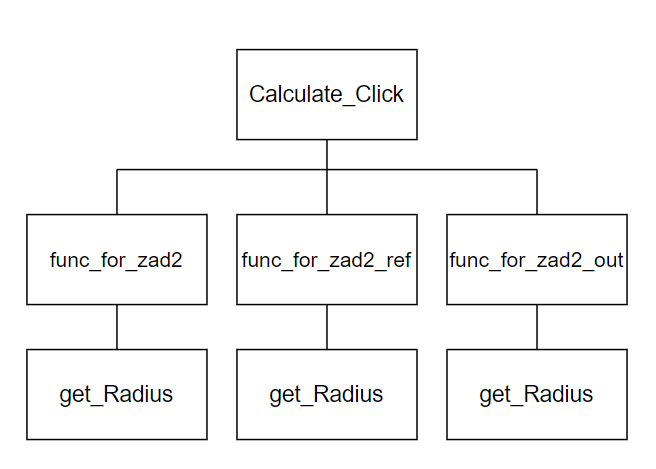 Calculate_Click
func_for_zad2
func_for_zad2_ref
func_for_zad2_out
get_Radius
get_Radius
get_Radius